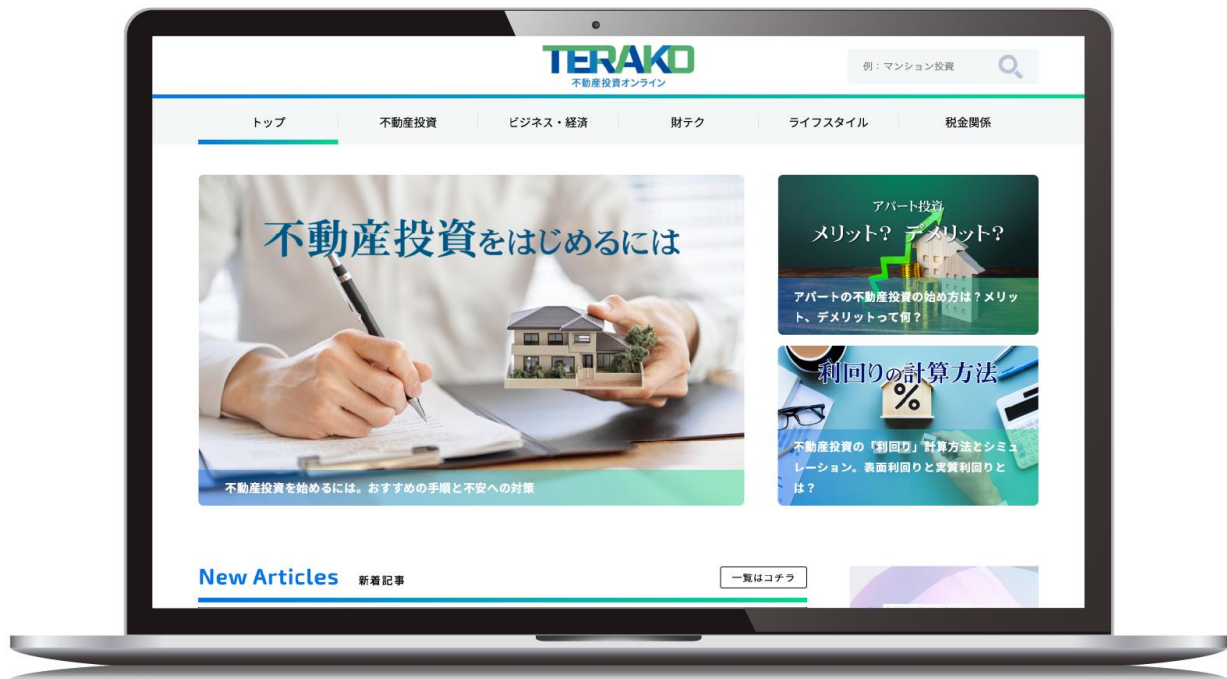 TERAKO
不動産投資オンライン
例：マンション投資
トップ
不動産投資
ビジネス・経済
財テク
ライフスタイル
税金関係
不動産投資をはじめるには
不動産投資を始めるには。おすすめの手順と不安への対策
アパート投資
メリット？ デメリット？
アパートの不動産投資の始め方は？メリッ
ト、デメリットって何？
利回りの計算方法
%
不動産投資の「利回り」計算方法とシミュ
レーション。表面利回りと実質利回りと
は？
New Articles 新着記事
一覧はコチラ